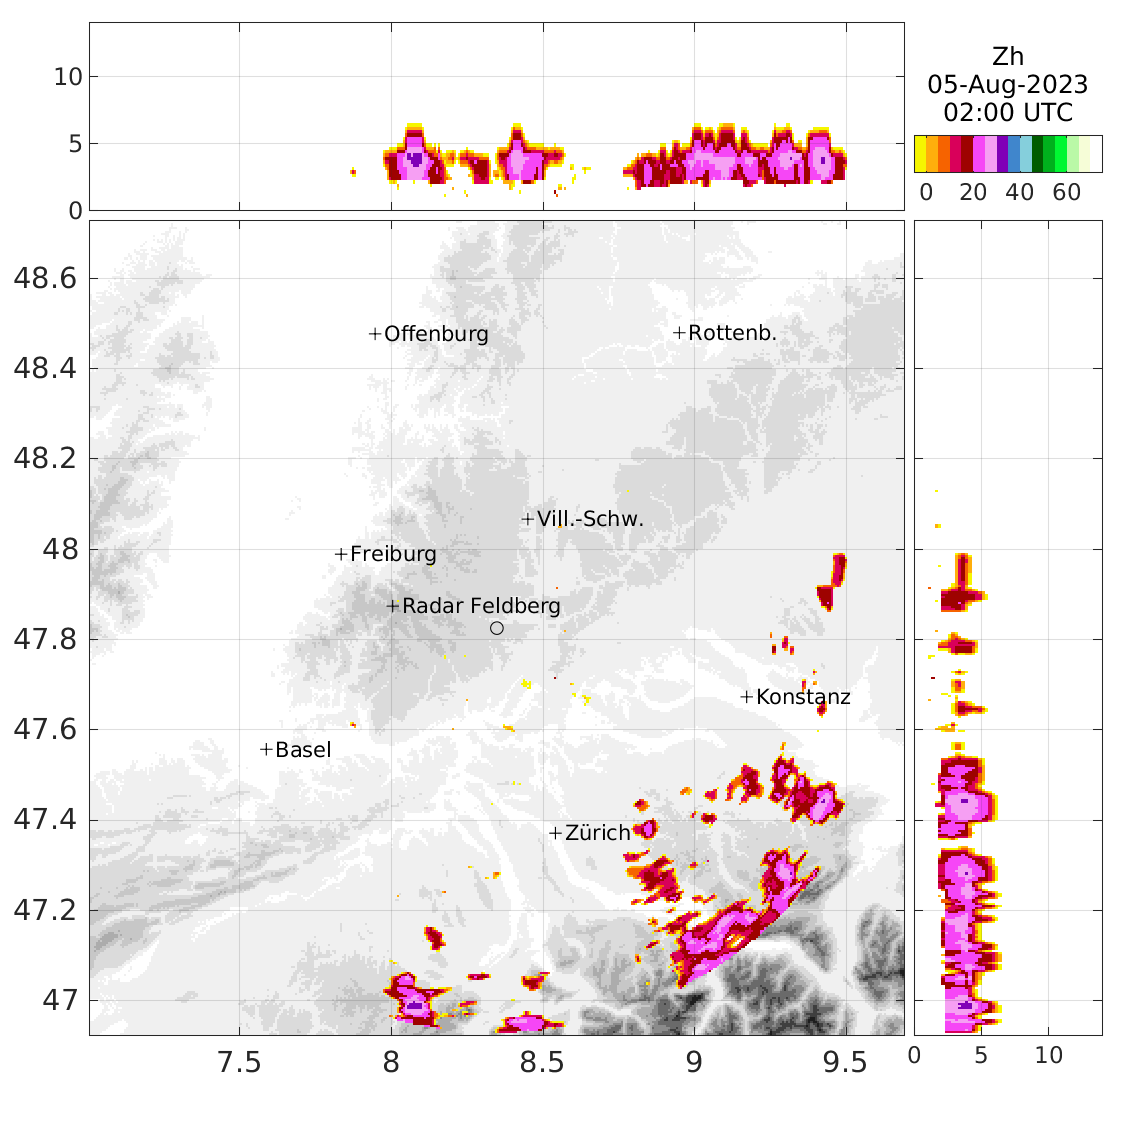 Zh
05-Aug-2023
02:00 UTC
10
5
0
0 20 40 60
48.6
48.4
48.2
48
47.8
47.6
47.4
47.2
47
+Offenburg
+Rottenb.
+Vill.-Schw.
+Freiburg
+Radar Feldberg
+Konstanz
+Basel
+Zürich
7.5 8 8.5 9 9.5
0 5 10